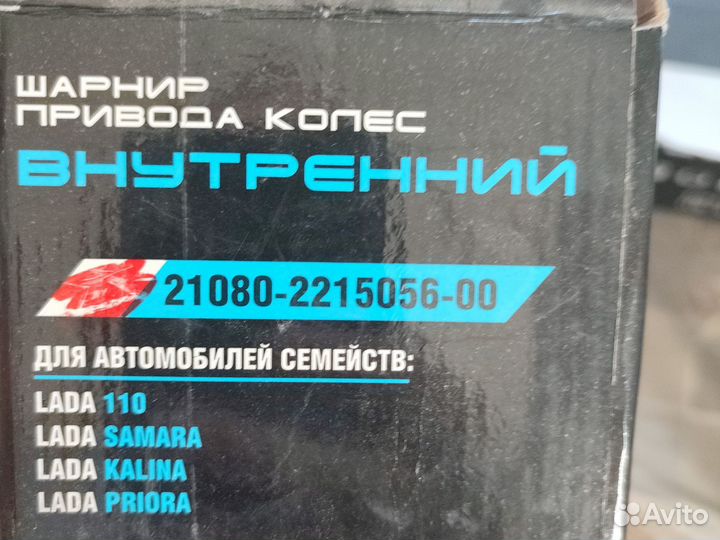 ШАРНИР
ПРИВОДА КОЛЕС
ВНУТРЕННИЙ
21080-2215056-00
ДЛЯ АВТОМОБИЛЕЙ СЕМЕЙСТВ:
LADA 110
LADA SAMARA
LADA KALINA
LADA PRIORA
Avito